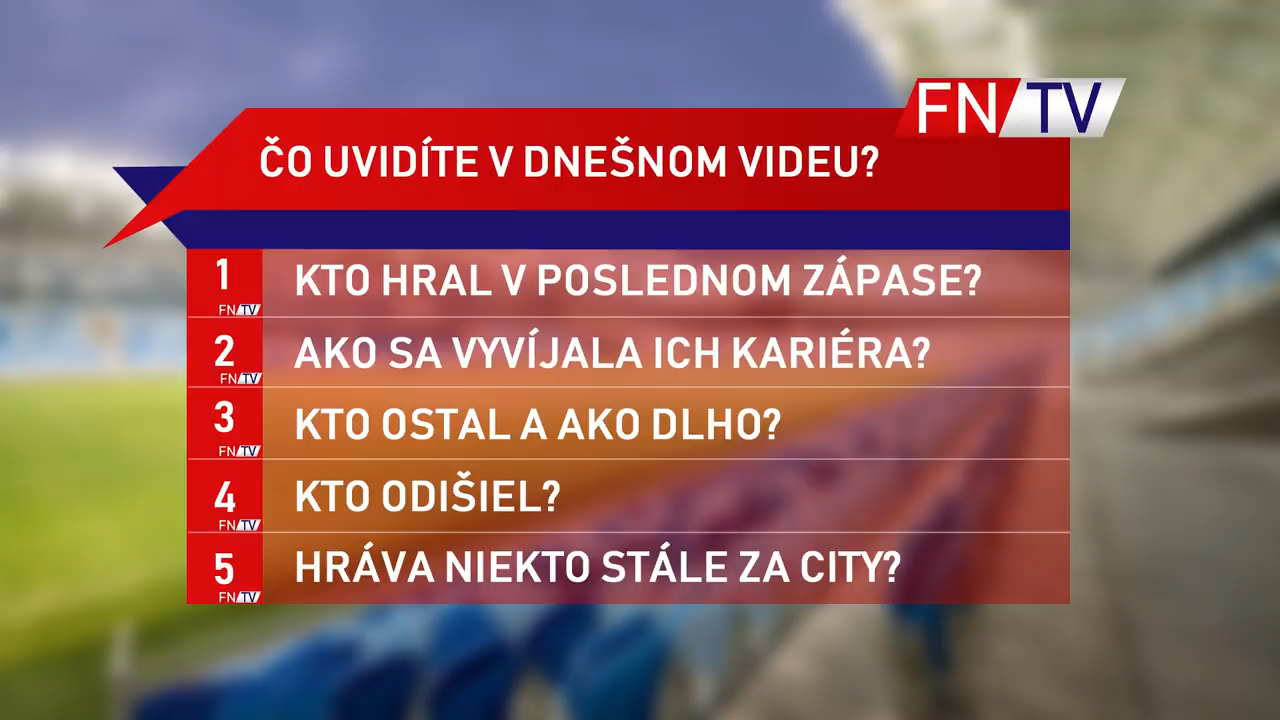 FN/TV
ČO UVIDÍTE V DNEŠNOM VIDEU?
1 KTO HRAL V POSLEDNOM ZÁPASE?
FN/TV
2 AKO SA VYVÍJALA ICH KARIÉRA?
FN/TV
3 KTO OSTAL A AKO DLHO?
FN/TV
4 KTO ODIŠIEL?
FN/TV
5 HRÁVA NIEKTO STÁLE ZA CITY?
FN/TV